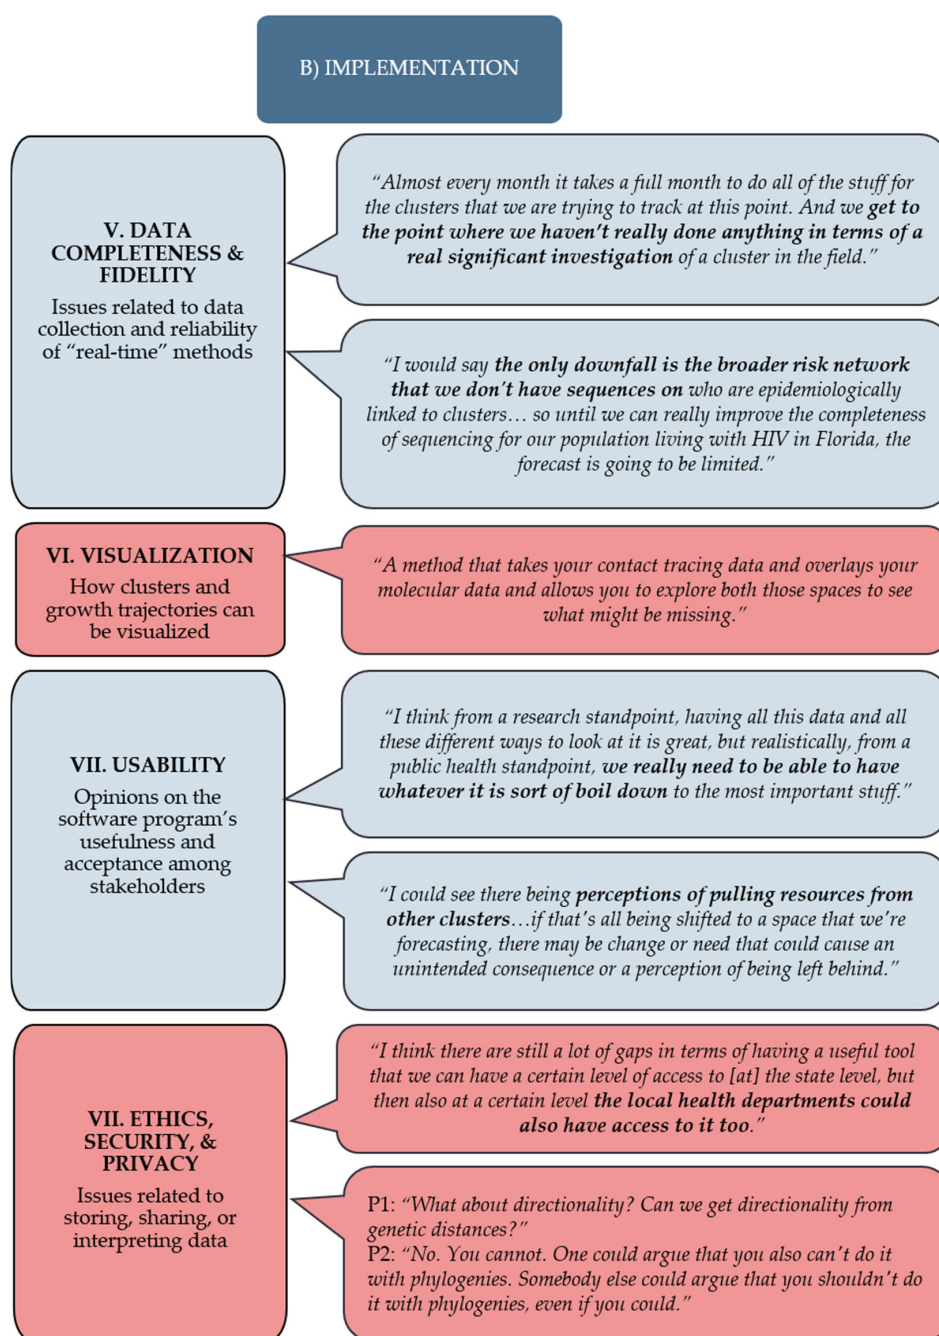 B) IMPLEMENTATION
V. DATA
COMPLETENESS &
FIDELITY
Issues related to data
collection and reliability
of “real-time” methods
“Almost every month it takes a full month to do all of the stuff for
the clusters that we are trying to track at this point. And we get to
the point where we haven’t really done anything in terms of a
real significant investigation of a cluster in the field.”
“I would say the only downfall is the broader risk network
that we don’t have sequences on who are epidemiologically
linked to clusters… so until we can really improve the completeness
of sequencing for our population living with HIV in Florida, the
forecast is going to be limited.”
VI. VISUALIZATION
How clusters and
growth trajectories can
be visualized
“A method that takes your contact tracing data and overlays your
molecular data and allows you to explore both those spaces to see
what might be missing.”
VII. USABILITY
Opinions on the
software program’s
usefulness and
acceptance among
stakeholders
“I think from a research standpoint, having all this data and all
these different ways to look at it is great, but realistically, from a
public health standpoint, we really need to be able to have
whatever it is sort of boil down to the most important stuff.”
“I could see there being perceptions of pulling resources from
other clusters…if that’s all being shifted to a space that we’re
forecasting, there may be change or need that could cause an
unintended consequence or a perception of being left behind.”
VII. ETHICS,
SECURITY, &
PRIVACY
Issues related to
storing, sharing, or
interpreting data
“I think there are still a lot of gaps in terms of having a useful tool
that we can have a certain level of access to [at] the state level, but
then also at a certain level the local health departments could
also have access to it too.”
P1: “What about directionality? Can we get directionality from
genetic distances?”
P2: “No. You cannot. One could argue that you also can’t do it
with phylogenies. Somebody else could argue that you shouldn’t do
it with phylogenies, even if you could.”